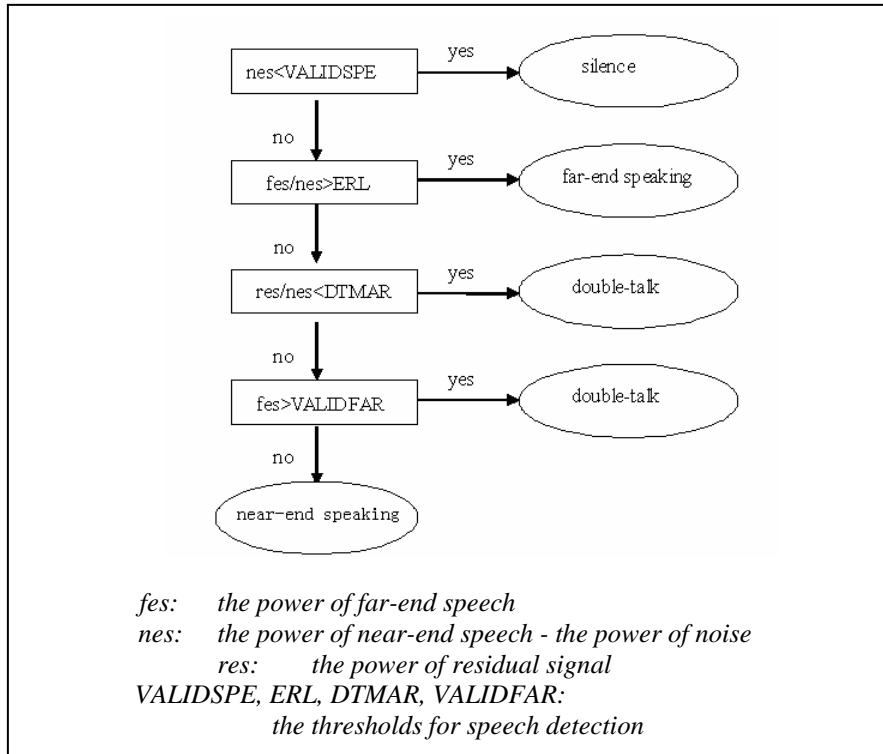 nes<VALIDSPE
yes
silence
no
fes/nes>ERL
yes
far-end speaking
no
res/nes<DTMAR
yes
double-talk
no
fes>VALIDFAR
yes
double-talk
no
near-end speaking
fes: the power of far-end speech
nes: the power of near-end speech - the power of noise
res: the power of residual signal
VALIDSPE, ERL, DTMAR, VALIDFAR:
the thresholds for speech detection